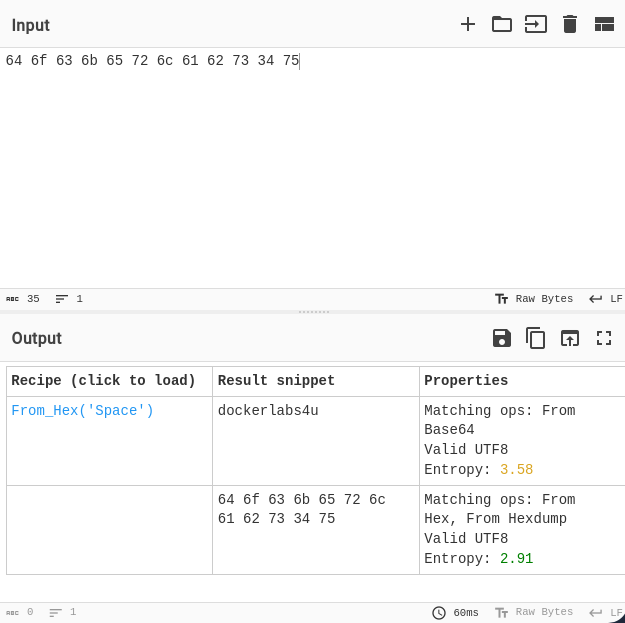 Input
64 6f 63 6b 65 72 6c 61 62 73 34 75
ABC 35 1 Raw Bytes LF
Output
Recipe (click to load) Result snippet Properties
From_Hex('Space') dockerlabs4u Matching ops: From
Base64
Valid UTF8
Entropy: 3.58
64 6f 63 6b 65 72 6c Matching ops: From
61 62 73 34 75 Hex, From Hexdump
Valid UTF8
Entropy: 2.91
ABC 0 1 60ms Raw Bytes LF